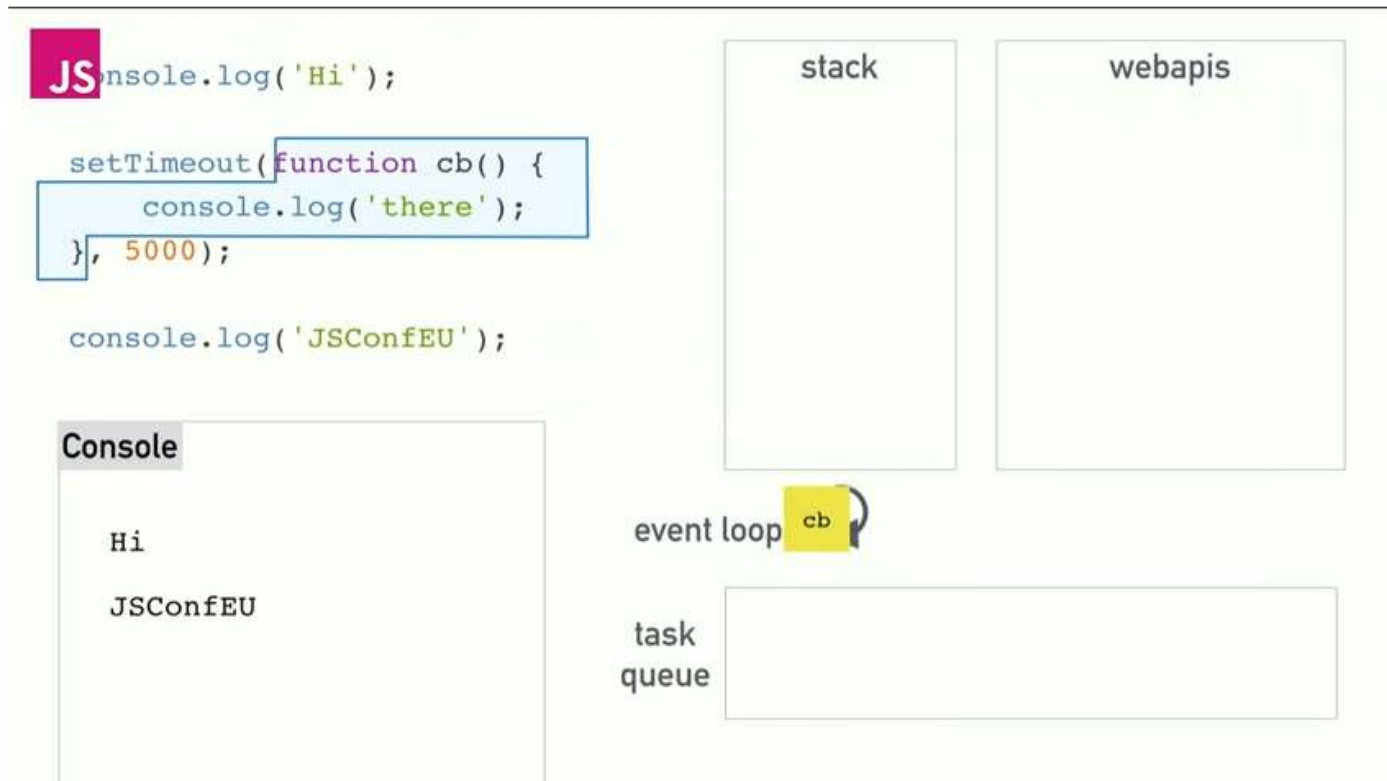 JS
onsole.log('Hi');
setTimeout(function cb() {
console.log('there');
}, 5000);
console.log('JSConfEU');
Console
Hi
JSConfEU
stack
webapis
event loop
cb
task
queue